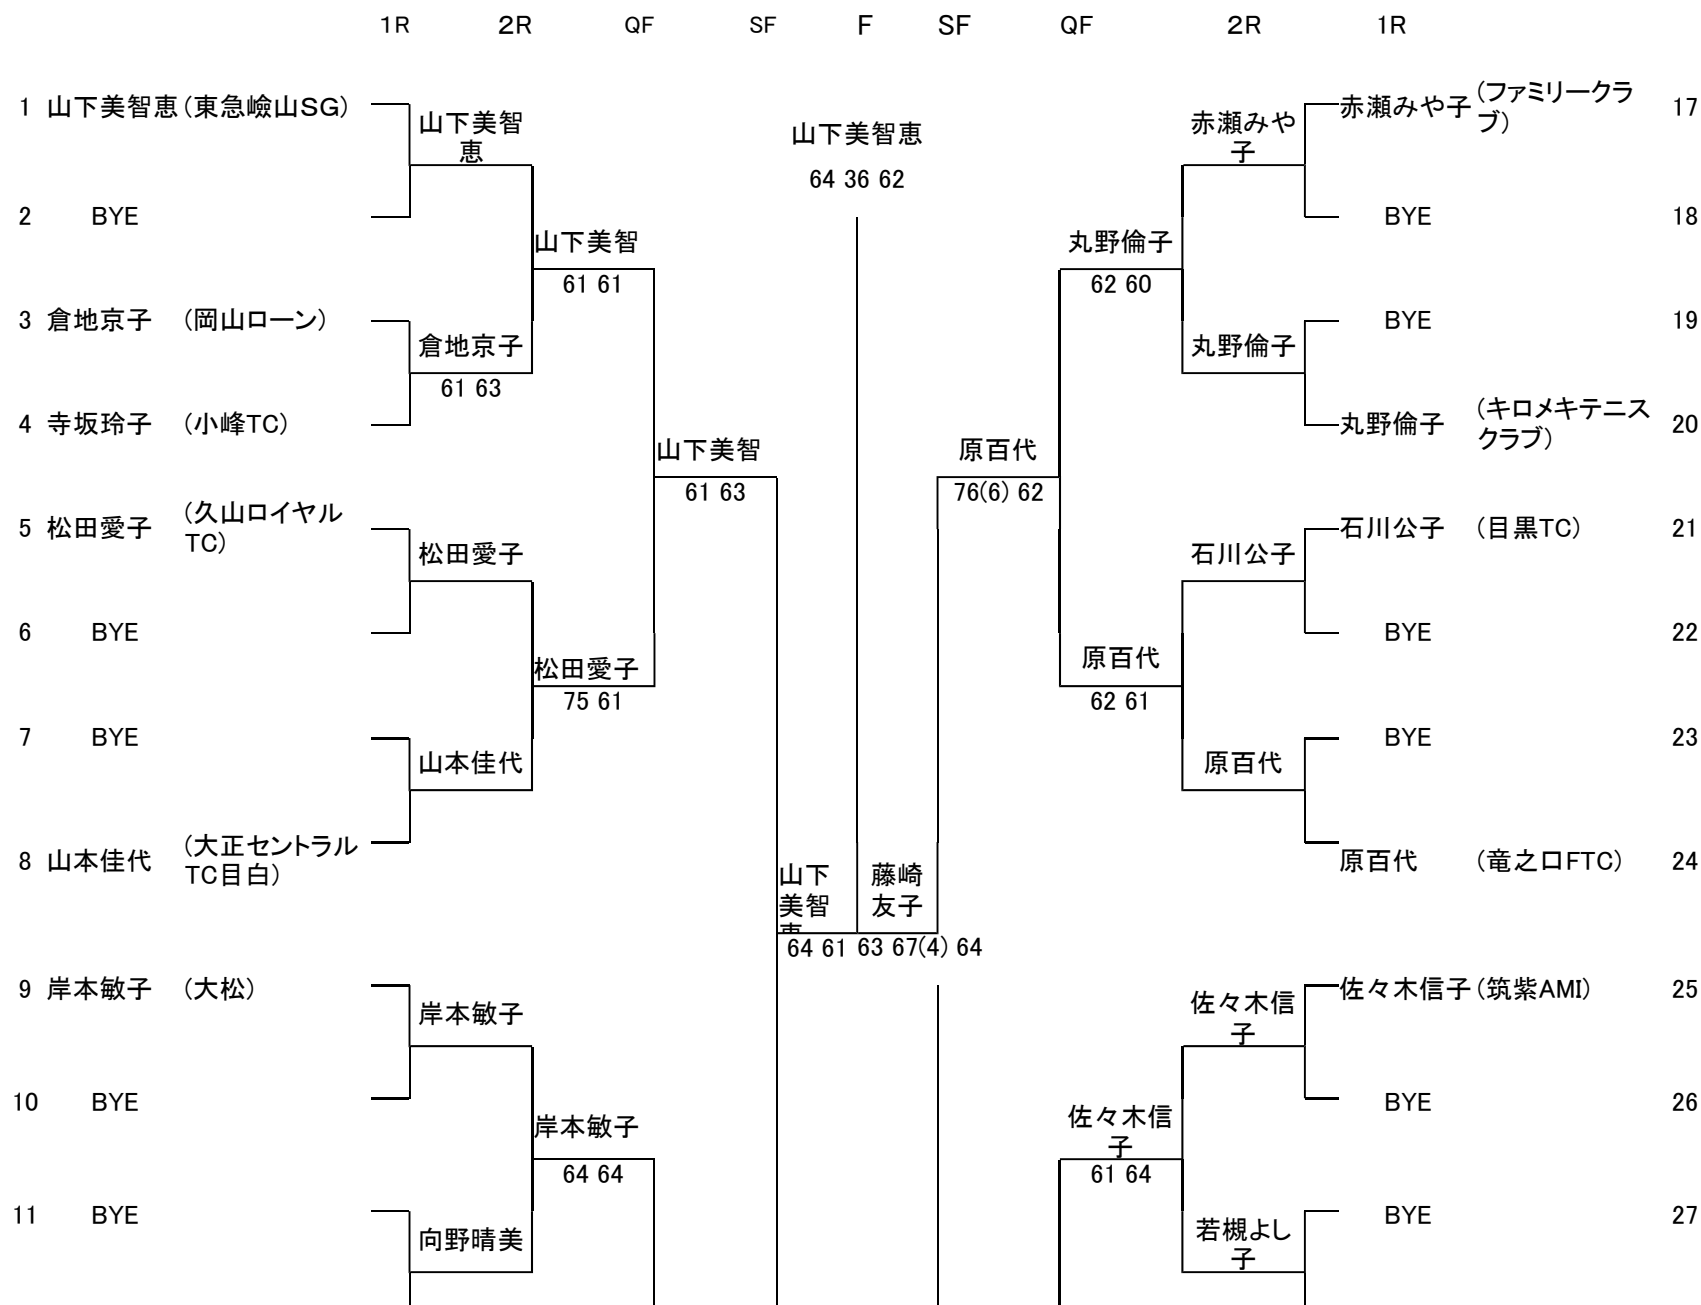 1R 2R QF SF F SF QF 2R 1R
1 山下美智恵 (東急嶮山SG)
山下美智
恵
山下美智恵
64 36 62
赤瀬みや
子
赤瀬みや子 (ファミリークラ
ブ)
17
2 BYE
BYE 18
山下美智
61 61
丸野倫子
62 60
3 倉地京子 (岡山ローン)
BYE 19
倉地京子
61 63
丸野倫子
4 寺坂玲子 (小峰TC)
丸野倫子 (キロメキテニス
クラブ)
20
山下美智
61 63
原百代
76(6) 62
5 松田愛子 (久山ロイヤル
TC)
石川公子 (目黒TC) 21
松田愛子
石川公子
6 BYE
BYE 22
松田愛子
75 61
原百代
62 61
7 BYE
BYE 23
山本佳代
原百代
8 山本佳代 (大正セントラル
TC目白)
原百代 (竜之口FTC) 24
山下
美智
恵
藤崎
友子
64 61 63 67(4) 64
9 岸本敏子 (大松)
佐々木信子 (筑紫AMI) 25
岸本敏子
佐々木信
子
10 BYE
BYE 26
岸本敏子
64 64
佐々木信
子
61 64
11 BYE
BYE 27
向野晴美
若槻よし
子